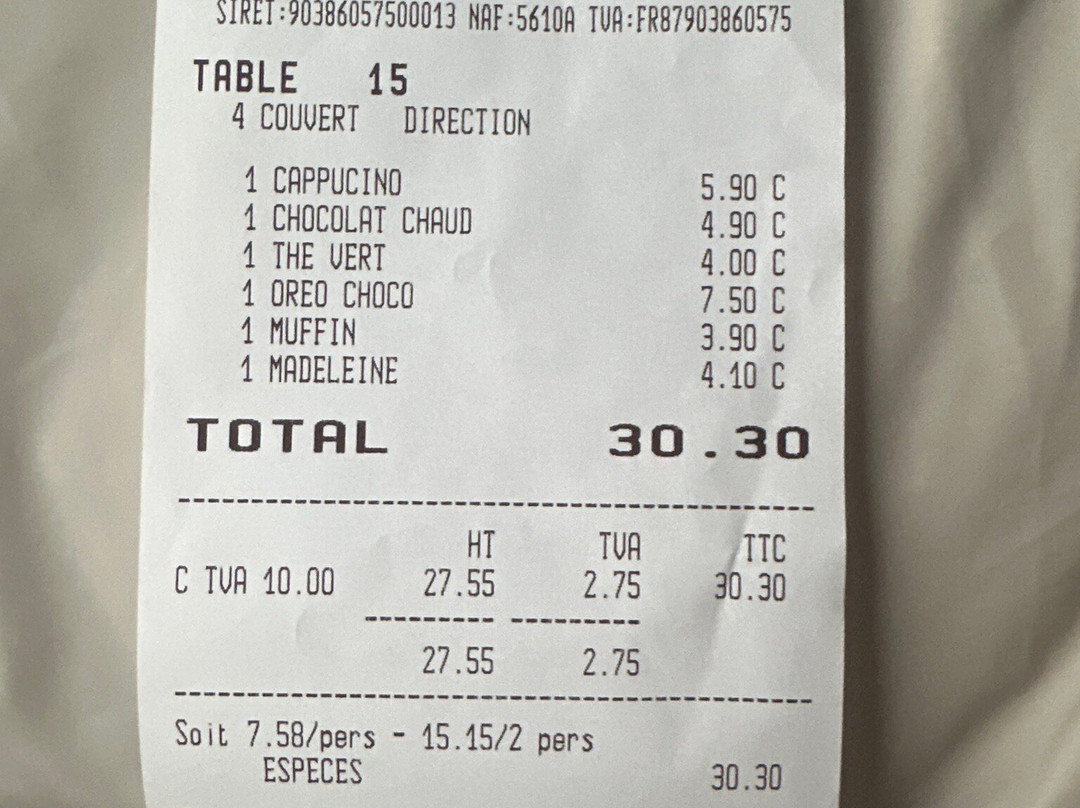 SIRET:90386057500013 NAF:5610A TVA:FR87903860575
TABLE 15
4 COUVERT DIRECTION
1 CAPPUCINO 5.90 C
1 CHOCOLAT CHAUD 4.90 C
1 THE VERT 4.00 C
1 OREO CHOCO 7.50 C
1 MUFFIN 3.90 C
1 MADELEINE 4.10 C
TOTAL 30.30
HT TVA TTC
C TVA 10.00 27.55 2.75 30.30
27.55 2.75
Soit 7.58/pers - 15.15/2 pers
ESPECES 30.30